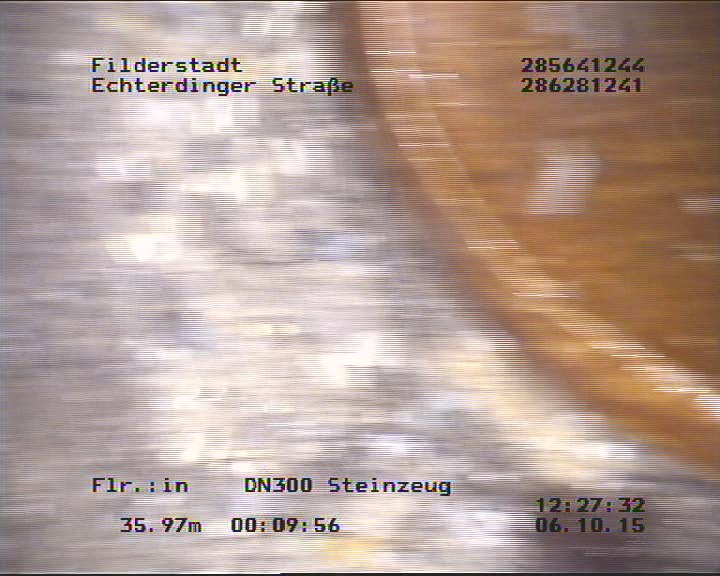 Filderstadt 285641244
Echterdinger Straße 286281241
Flr.:in DN300 Steinzeug
12:27:32
35.97m 00:09:56 06.10.15